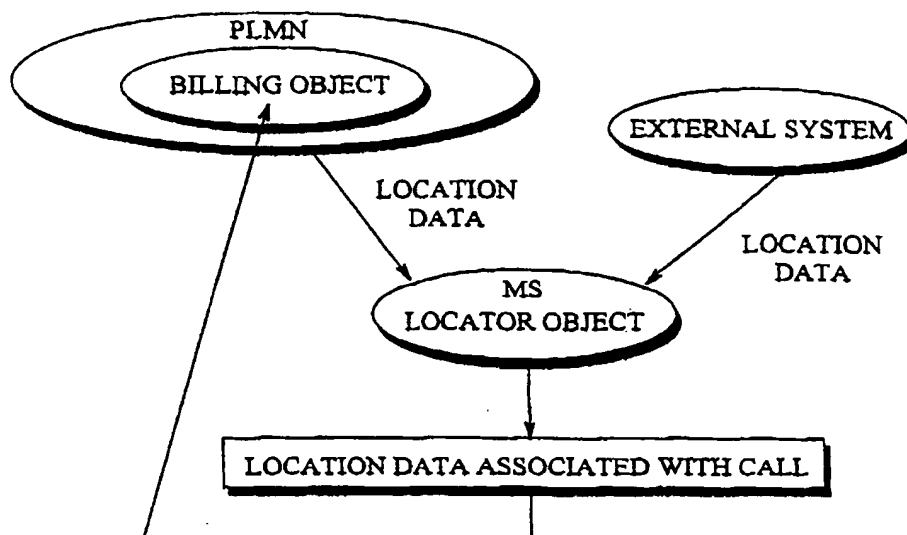 PLMN
BILLING OBJECT
EXTERNAL SYSTEM
LOCATION
DATA
LOCATION
DATA
MS
LOCATOR OBJECT
LOCATION DATA ASSOCIATED WITH CALL